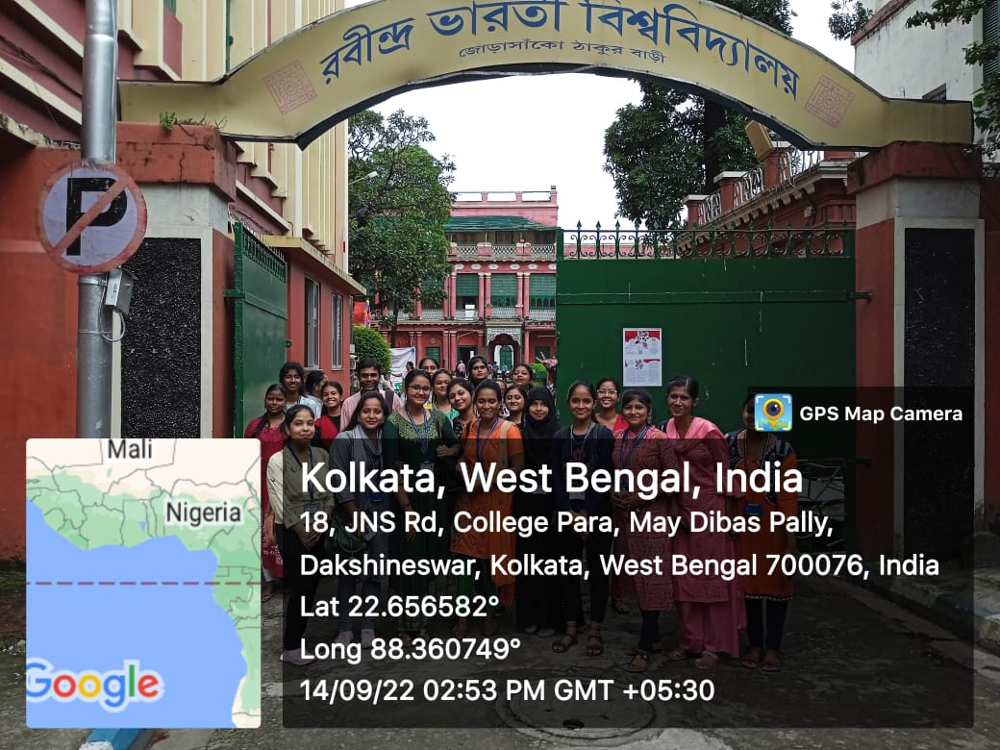 রবীন্দ্র ভারতী বিশ্ববিদ্যালয়
জোড়াসাঁকো ঠাকুর বাড়ী
P
GPS Map Camera
Mali
Nigeria
Google
Kolkata, West Bengal, India
18, JNS Rd, College Para, May Dibas Pally,
Dakshineswar, Kolkata, West Bengal 700076, India
Lat 22.656582°
Long 88.360749°
14/09/22 02:53 PM GMT +05:30